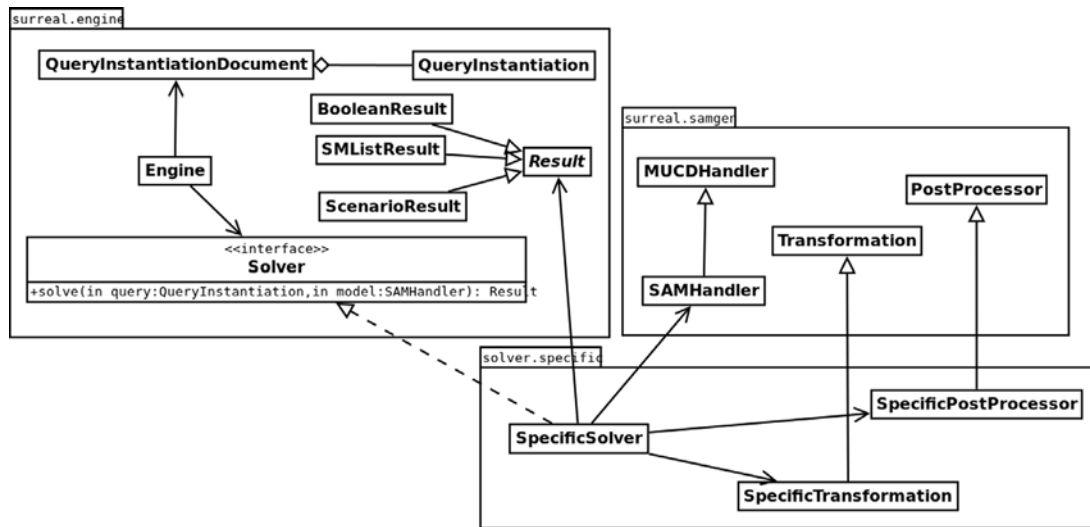 surreal.engine
QueryInstantiationDocument
QueryInstantiation
BooleanResult
SMListResult
Result
Engine
ScenarioResult
<<interface>>
Solver
+solve(in query:QueryInstantiation,in model:SAMHandler): Result
surreal.samgen
MUCDHandler
PostProcessor
Transformation
SAMHandler
solver.specific
SpecificPostProcessor
SpecificSolver
SpecificTransformation